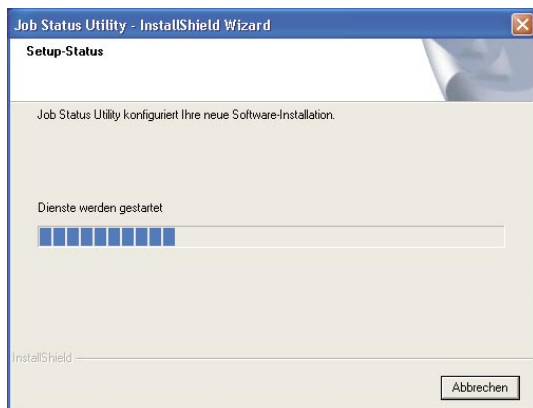 Job Status Utility - InstallShield Wizard
Setup-Status
Job Status Utility konfiguriert Ihre neue Software-Installation.
Dienste werden gestartet
InstallShield
Abbrechen